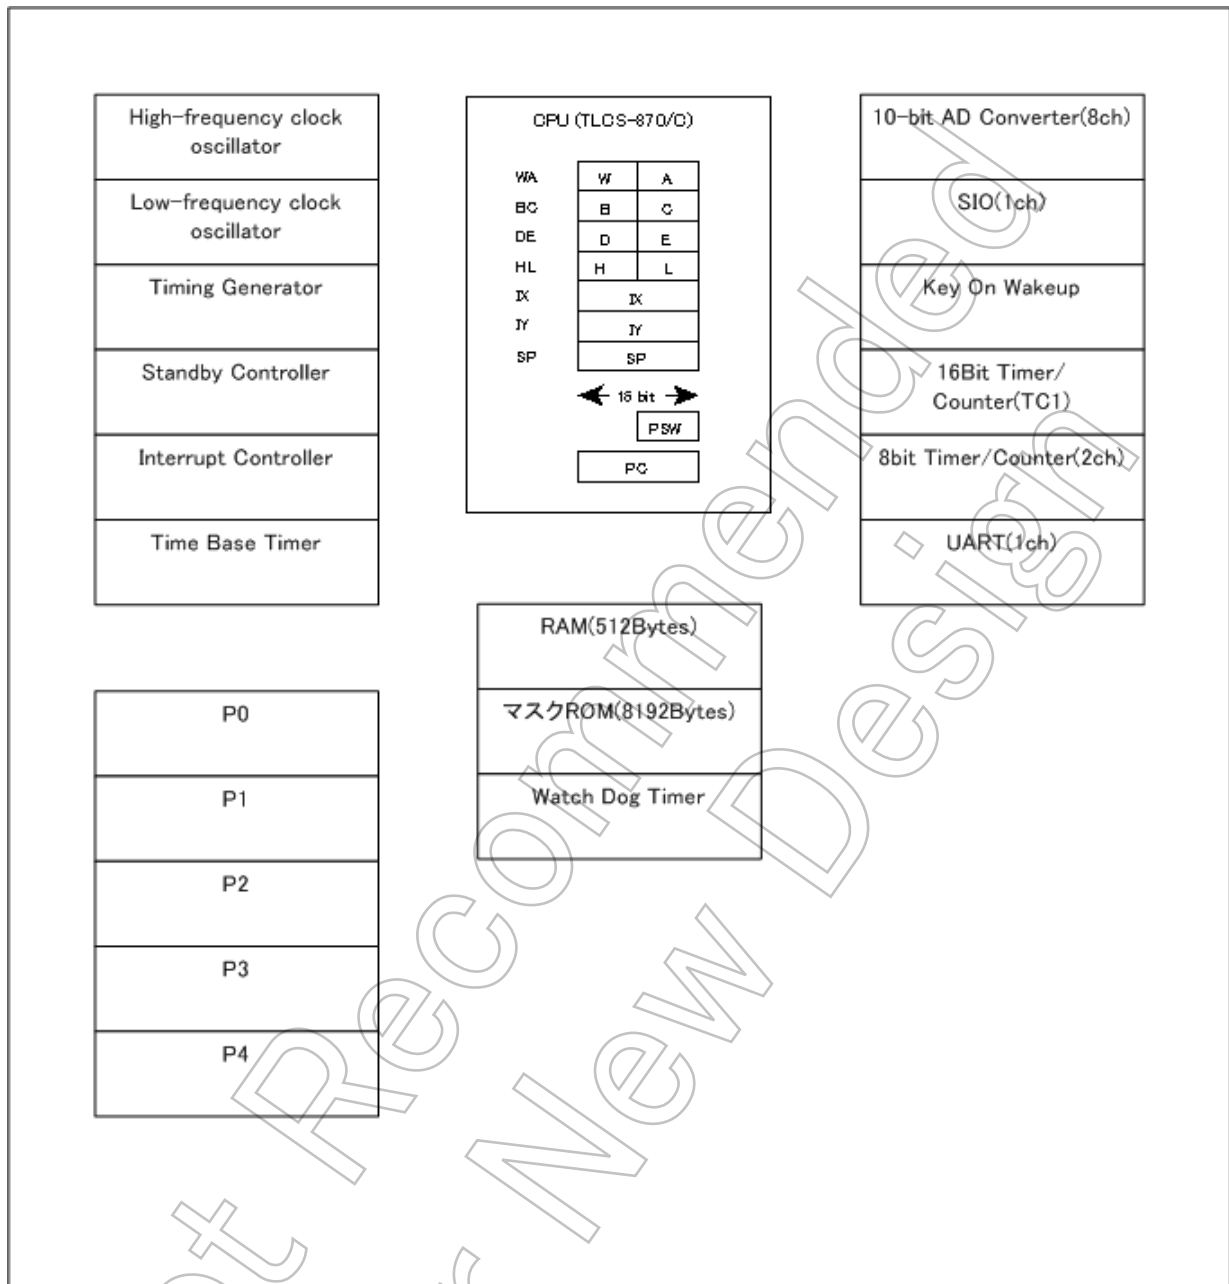 High-frequency clock
oscillator
Low-frequency clock
oscillator
Timing Generator
Standby Controller
Interrupt Controller
Time Base Timer
CPU (TLCS-870/C)
WA W A
BC B C
DE D E
HL H L
IX IX
IY IY
SP SP
16 bit
PSW
PC
10-bit AD Converter(8ch)
SIO(1ch)
Key On Wakeup
16Bit Timer/
Counter(TC1)
8bit Timer/Counter(2ch)
UART(1ch)
RAM(512Bytes)
マスクROM(8192Bytes)
Watch Dog Timer
P0
P1
P2
P3
P4
Recommended
New Design